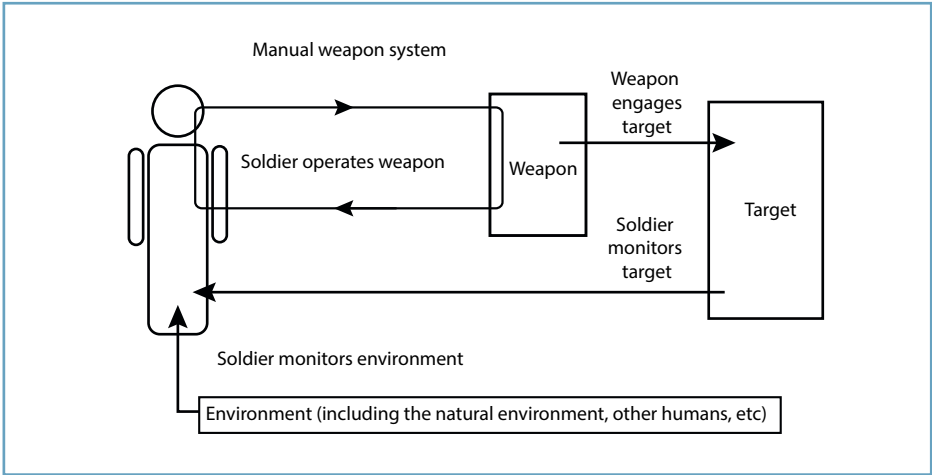 Manual weapon system
Weapon
engages
target
Soldier operates weapon
Weapon
Target
Soldier
monitors
target
Soldier monitors environment
Environment (including the natural environment, other humans, etc)